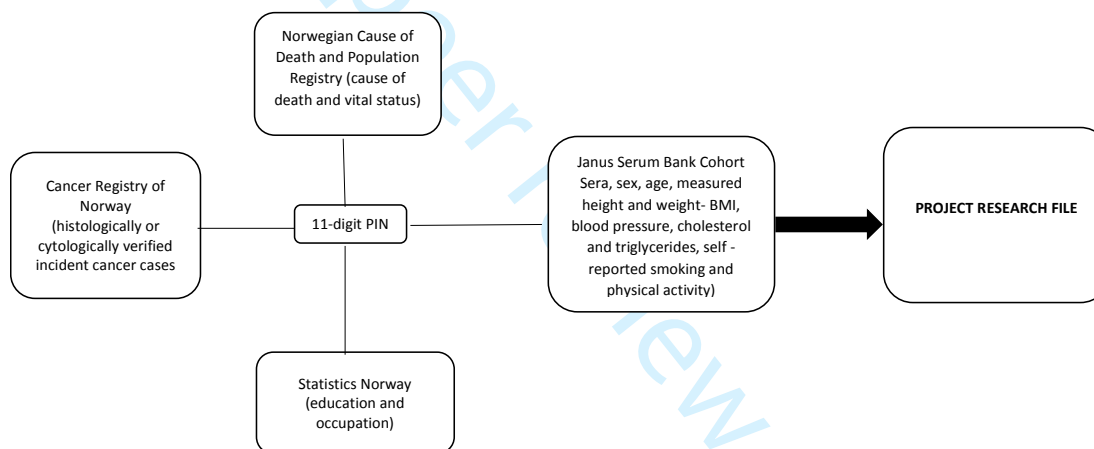 Norwegian Cause of
Death and Population
Registry (cause of
death and vital status)
Cancer Registry of
Norway
(histologically or
cytologically verified
incident cancer cases
11-digit PIN
Janus Serum Bank Cohort
Sera, sex, age, measured
height and weight- BMI,
blood pressure, cholesterol
and triglycerides, self -
reported smoking and
physical activity)
PROJECT RESEARCH FILE
Statistics Norway
(education and
occupation)